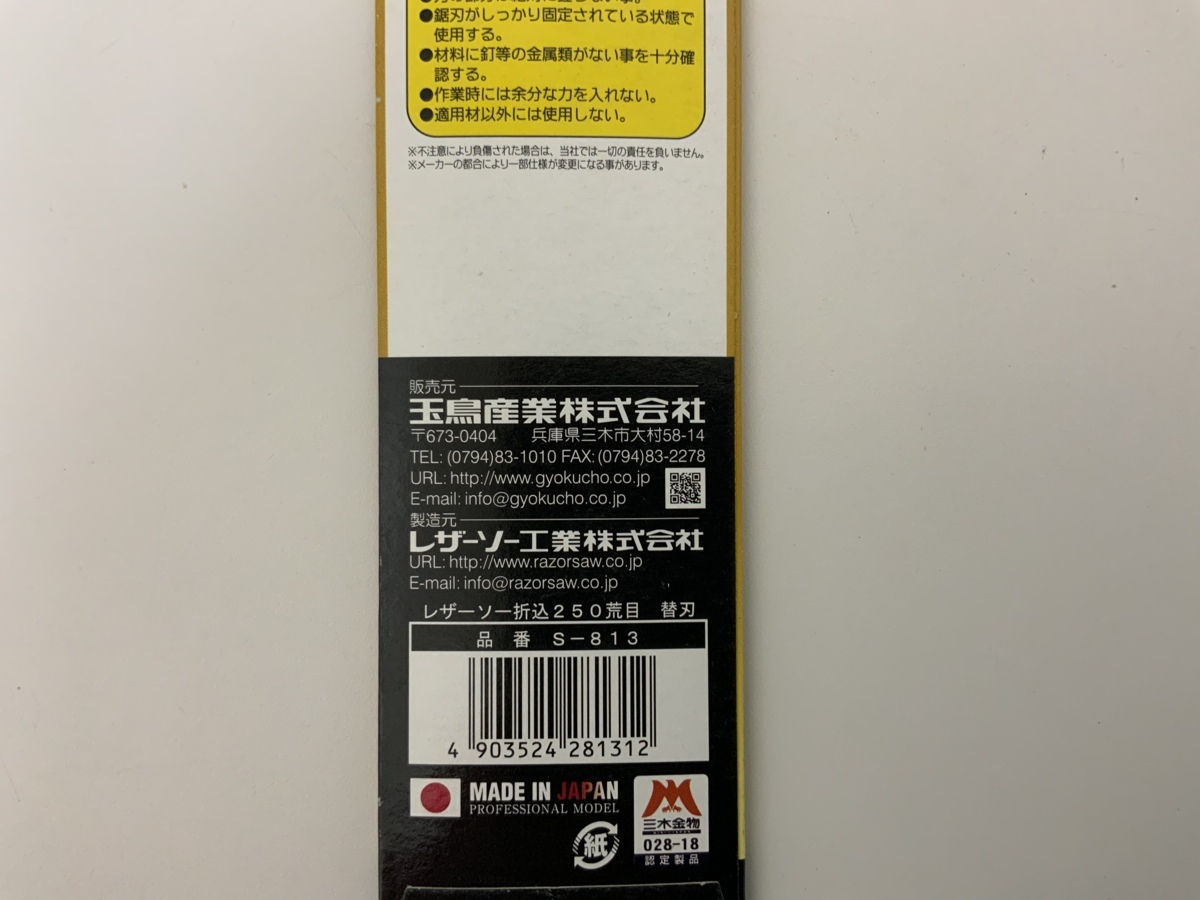 ●鋸刃がしっかり固定されている状態で
使用する。
●材料に釘等の金属類がない事を十分確
認する。
●作業時には余分な力を入れない。
●適用材以外には使用しない。
※不注意により負傷された場合は、当社では一切の責任を負いません。
※メーカーの都合により一部仕様が変更になる事があります。
販売元
玉鳥産業株式会社
〒673-0404 兵庫県三木市大村58-14
TEL: (0794)83-1010 FAX: (0794)83-2278
URL: http://www.gyokucho.co.jp
E-mail: info@gyokucho.co.jp
製造元
レザーソー工業株式会社
URL: http://www.razorsaw.co.jp
E-mail: info@razorsaw.co.jp
レザーソー折込250荒目 替刃
品番 S-813
4 903524 281312
MADE IN JAPAN
PROFESSIONAL MODEL
三木金物
028-18
認定製品
紙